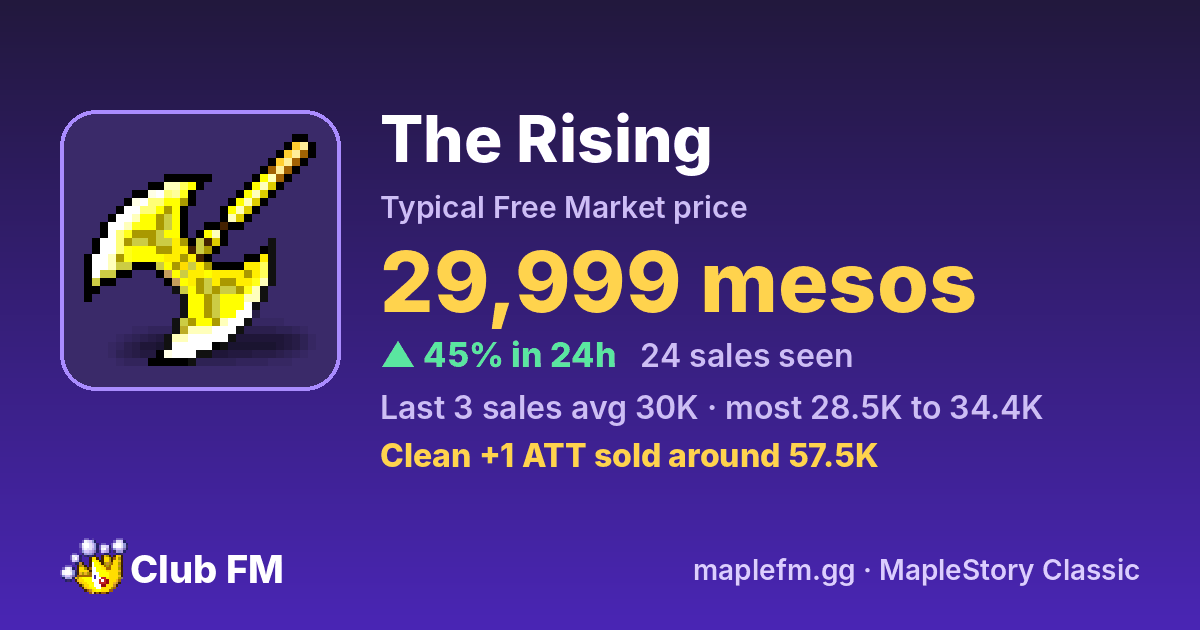 The Rising
Typical Free Market price
29,999 mesos
▲ 45% in 24h 24 sales seen
Last 3 sales avg 30K · most 28.5K to 34.4K
Clean +1 ATT sold around 57.5K
Club FM
maplefm.gg · MapleStory Classic